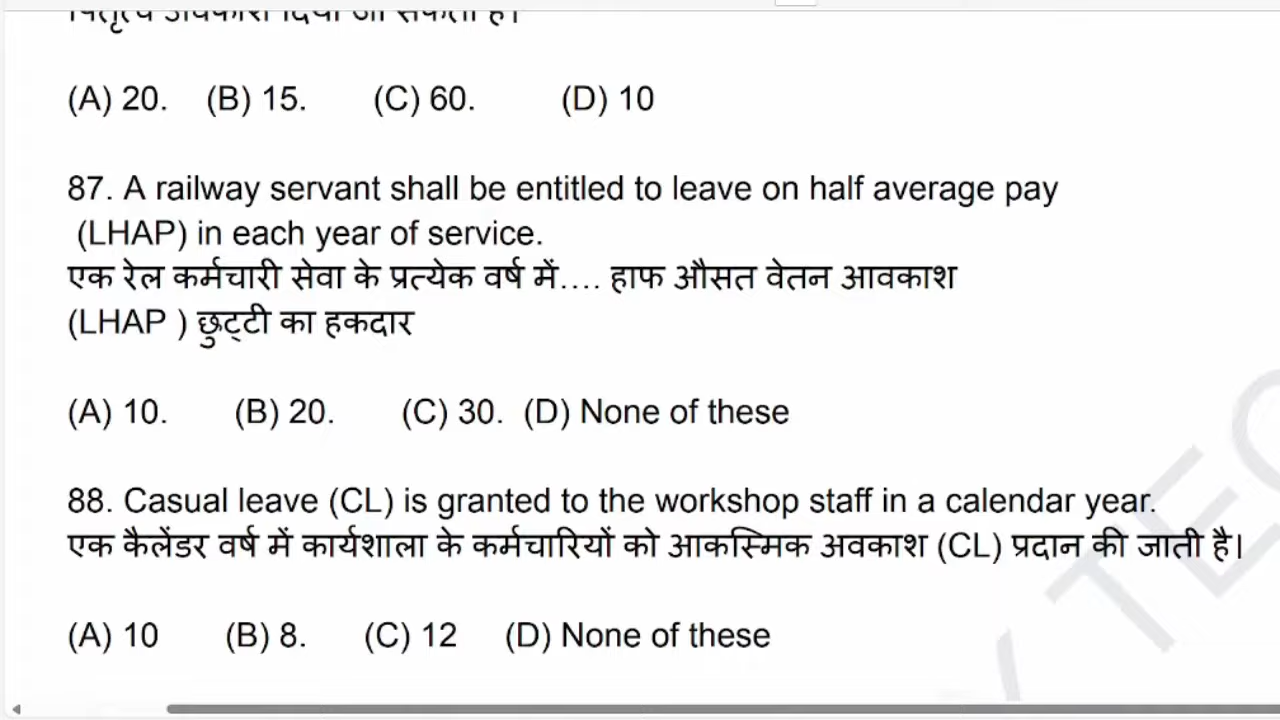 पितृत्व अवकाश दिया जा सकता है।
(A) 20. (B) 15. (C) 60. (D) 10
87. A railway servant shall be entitled to leave on half average pay
(LHAP) in each year of service.
एक रेल कर्मचारी सेवा के प्रत्येक वर्ष में.... हाफ औसत वेतन आवकाश
(LHAP ) छुट्टी का हकदार
(A) 10. (B) 20. (C) 30. (D) None of these
88. Casual leave (CL) is granted to the workshop staff in a calendar year.
एक कैलेंडर वर्ष में कार्यशाला के कर्मचारियों को आकस्मिक अवकाश (CL) प्रदान की जाती है।
(A) 10 (B) 8. (C) 12 (D) None of these